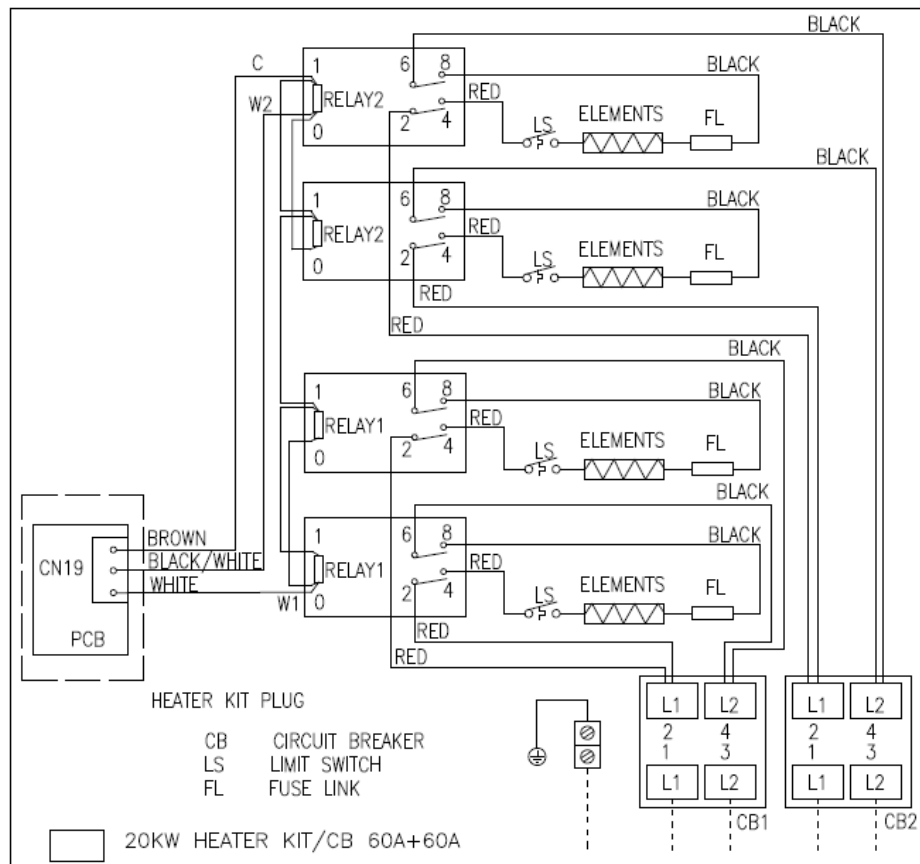 BLACK
C
1
6
8
BLACK
RED
W2
RELAY2
LS
ELEMENTS
FL
0
2
4
BLACK
1
6
8
BLACK
RED
RELAY2
LS
ELEMENTS
FL
0
2
4
RED
RED
BLACK
1
6
8
BLACK
RED
RELAY1
LS
ELEMENTS
FL
0
2
4
BLACK
1
6
8
BLACK
BROWN
CN19
BLACK/WHITE
RELAY1
RED
LS
ELEMENTS
FL
WHITE
W1
0
2
4
RED
PCB
RED
HEATER KIT PLUG
L1 L2 L1 L2
CB CIRCUIT BREAKER
2 4 2 4
LS LIMIT SWITCH
1 3 1 3
FL FUSE LINK
L1 L2 L1 L2
CB1 CB2
20KW HEATER KIT/CB 60A+60A